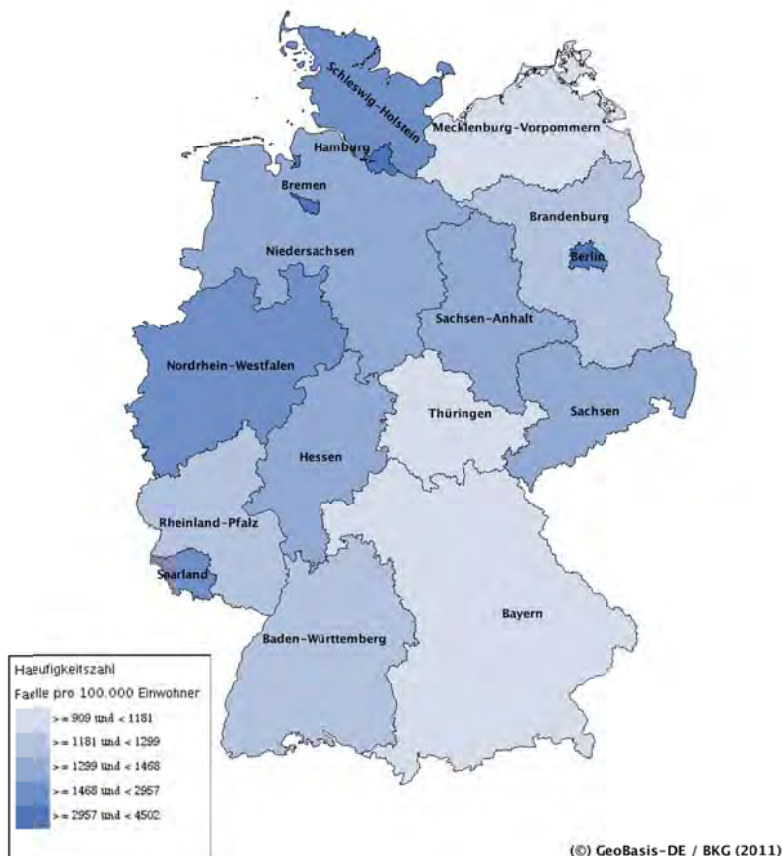 Schleswig-Holstein
Mecklenburg-Vorpommern
Hamburg
Bremen
Brandenburg
Berlin
Niedersachsen
Sachsen-Anhalt
Nordrhein-Westfalen
Thüringen
Sachsen
Hessen
Rheinland-Pfalz
Saarland
Bayern
Baden-Württemberg
Haeufigkeitszahl
Faelle pro 100.000 Einwohner
>= 909 und < 1181
>= 1181 und < 1299
>= 1299 und < 1468
>= 1468 und < 2957
>= 2957 und < 4502
(©) GeoBasis-DE / BKG (2011)